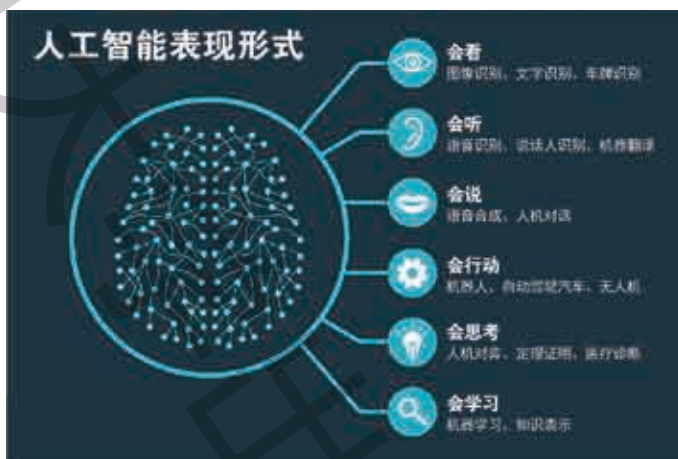 人工智能表现形式
会看
图像识别、文字识别、车牌识别
会听
语音识别、说话人识别、机器翻译
会说
语音合成、人机对话
会行动
机器人、自动驾驶汽车、无人机
会思考
人机对弈、定理证明、医疗诊断
会学习
机器学习、知识表示